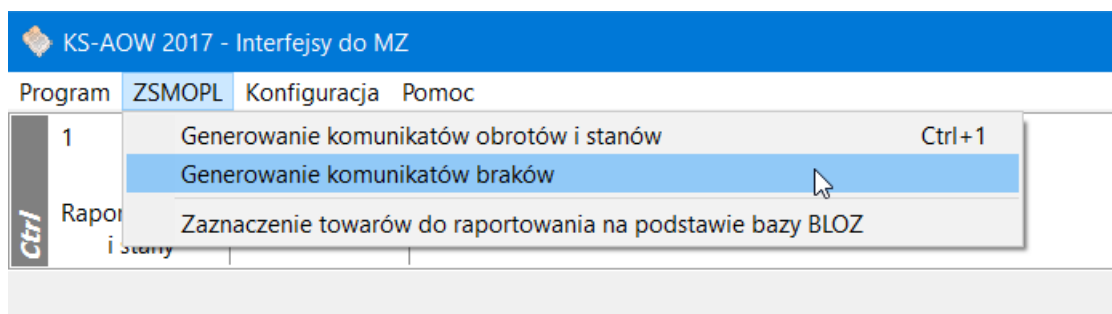 KS-AOW 2017 - Interfejsy do MZ
Program ZSMOPL Konfiguracja Pomoc
1
Generowanie komunikatów obrotów i stanów Ctrl+1
Generowanie komunikatów braków
Zaznaczenie towarów do raportowania na podstawie bazy BLOZ
Ctrl
i stany